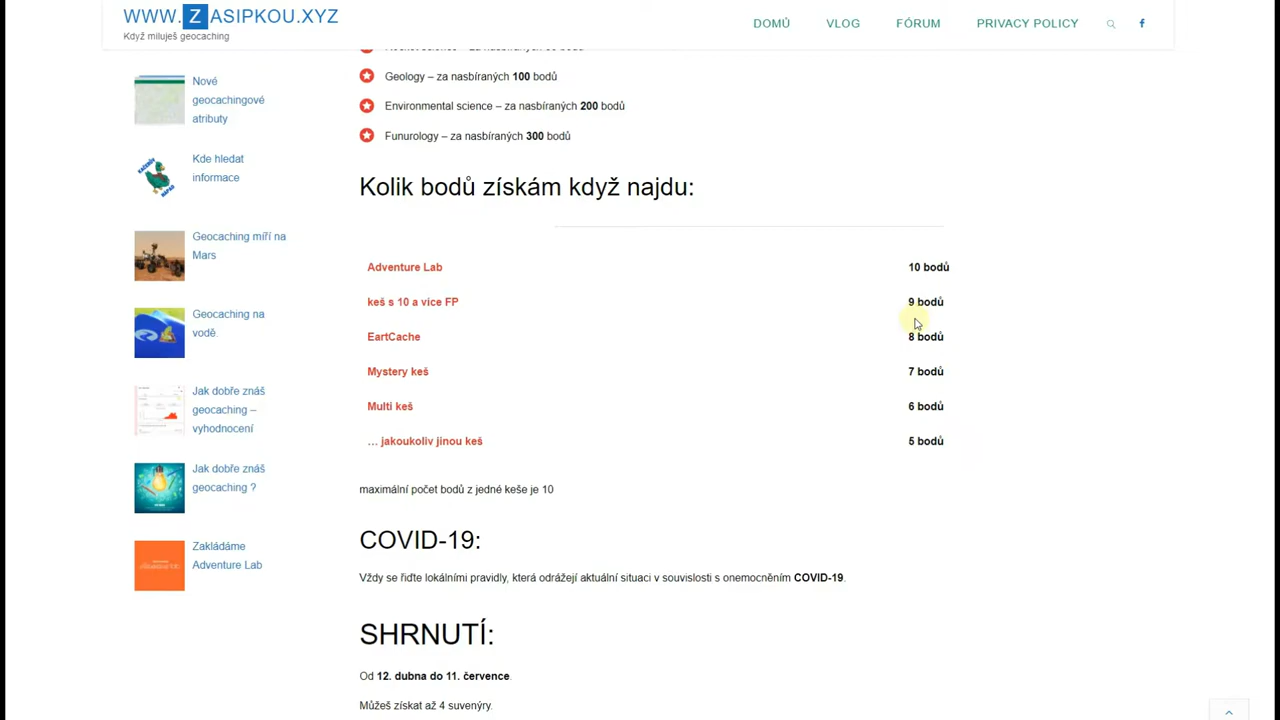 WWW.ZASIPKOU.XYZ
Když miluješ geocaching
DOMŮ
VLOG
FÓRUM
PRIVACY POLICY
Nové
geocachingové
atributy
Kde hledat
informace
Geocaching míří na
Mars
Geocaching na
vodě.
Jak dobře znáš
geocaching –
vyhodnocení
Jak dobře znáš
geocaching ?
Zakládáme
Adventure Lab
Geology – za nasbíraných 100 bodů
Environmental science – za nasbíraných 200 bodů
Funurology – za nasbíraných 300 bodů
Kolik bodů získám když najdu:
Adventure Lab 10 bodů
keš s 10 a více FP 9 bodů
EartCache 8 bodů
Mystery keš 7 bodů
Multi keš 6 bodů
… jakoukoliv jinou keš 5 bodů
maximální počet bodů z jedné keše je 10
COVID-19:
Vždy se řiďte lokálními pravidly, která odrážejí aktuální situaci v souvislosti s onemocněním COVID-19.
SHRNUTÍ:
Od 12. dubna do 11. července.
Můžeš získat až 4 suvenýry.